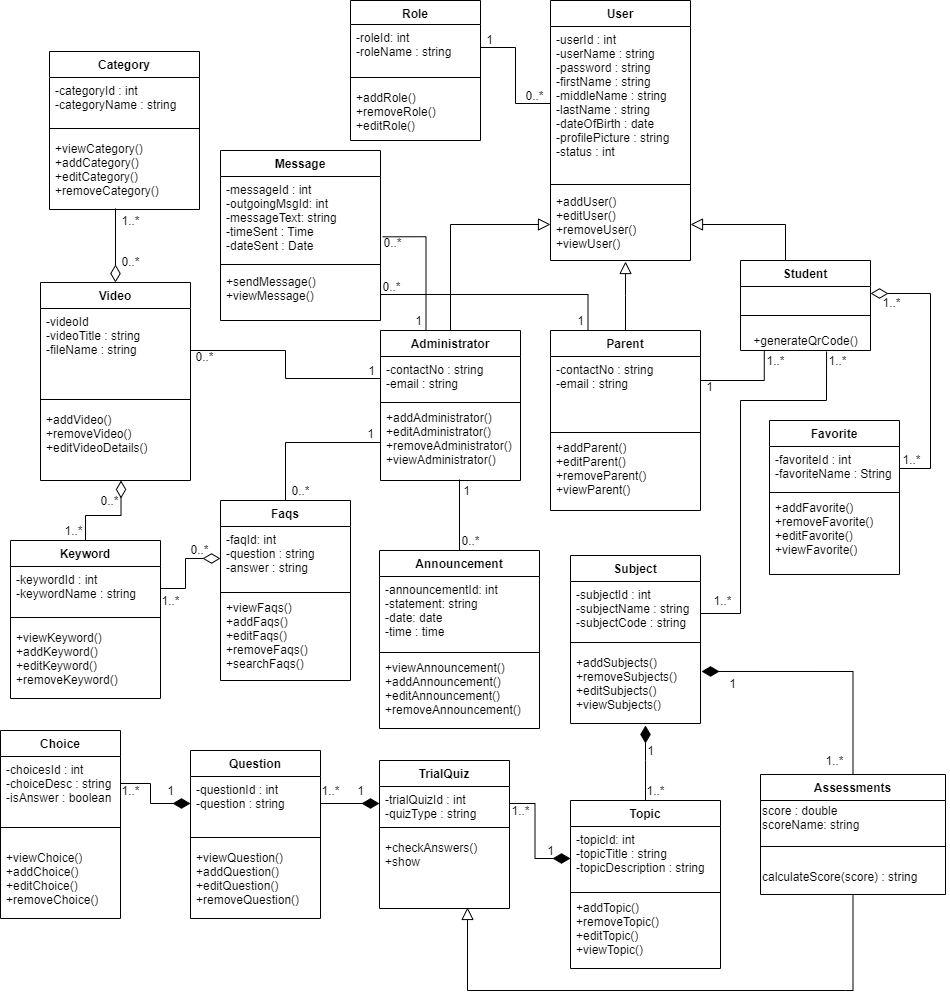 Role
-roleId: int
-roleName : string
+addRole()
+removeRole()
+editRole()
1
0..*
User
-userId : int
-userName : string
-password : string
-firstName : string
-middleName : string
-lastName : string
-dateOfBirth : date
-profilePicture : string
-status : int
+addUser()
+editUser()
+removeUser()
+viewUser()
Category
-categoryId : int
-categoryName : string
+viewCategory()
+addCategory()
+editCategory()
+removeCategory()
1..*
0..*
Message
-messageId : int
-outgoingMsgId: int
-messageText: string
-timeSent : Time
-dateSent : Date
+sendMessage()
+viewMessage()
0..*
0..*
1
1
Student
+generateQrCode()
1..*
1..*
1..*
Video
-videoId
-videoTitle : string
-fileName : string
+addVideo()
+removeVideo()
+editVideoDetails()
0..*
1
0..*
1..*
Administrator
-contactNo : string
-email : string
+addAdministrator()
+editAdministrator()
+removeAdministrator()
+viewAdministrator()
1
0..*
1
0..*
Parent
-contactNo : string
-email : string
+addParent()
+editParent()
+removeParent()
+viewParent()
1
Favorite
-favoriteId : int
-favoriteName : String
+addFavorite()
+removeFavorite()
+editFavorite()
+viewFavorite()
1..*
Keyword
-keywordId : int
-keywordName : string
+viewKeyword()
+addKeyword()
+editKeyword()
+removeKeyword()
1..*
0..*
Faqs
-faqId: int
-question : string
-answer : string
+viewFaqs()
+addFaqs()
+editFaqs()
+removeFaqs()
+searchFaqs()
Announcement
-announcementId: int
-statement: string
-date: date
-time : time
+viewAnnouncement()
+addAnnouncement()
+editAnnouncement()
+removeAnnouncement()
Subject
-subjectId : int
-subjectName : string
-subjectCode : string
+addSubjects()
+removeSubjects()
+editSubjects()
+viewSubjects()
1..*
1
1..*
1
1..*
Choice
-choicesId : int
-choiceDesc : string
-isAnswer : boolean
+viewChoice()
+addChoice()
+editChoice()
+removeChoice()
1..*
1
Question
-questionId : int
-question : string
+viewQuestion()
+addQuestion()
+editQuestion()
+removeQuestion()
1..*
1
TrialQuiz
-trialQuizId : int
-quizType : string
+checkAnswers()
+show
1..*
1
Topic
-topicId: int
-topicTitle : string
-topicDescription : string
+addTopic()
+removeTopic()
+editTopic()
+viewTopic()
Assessments
score : double
scoreName: string
calculateScore(score) : string